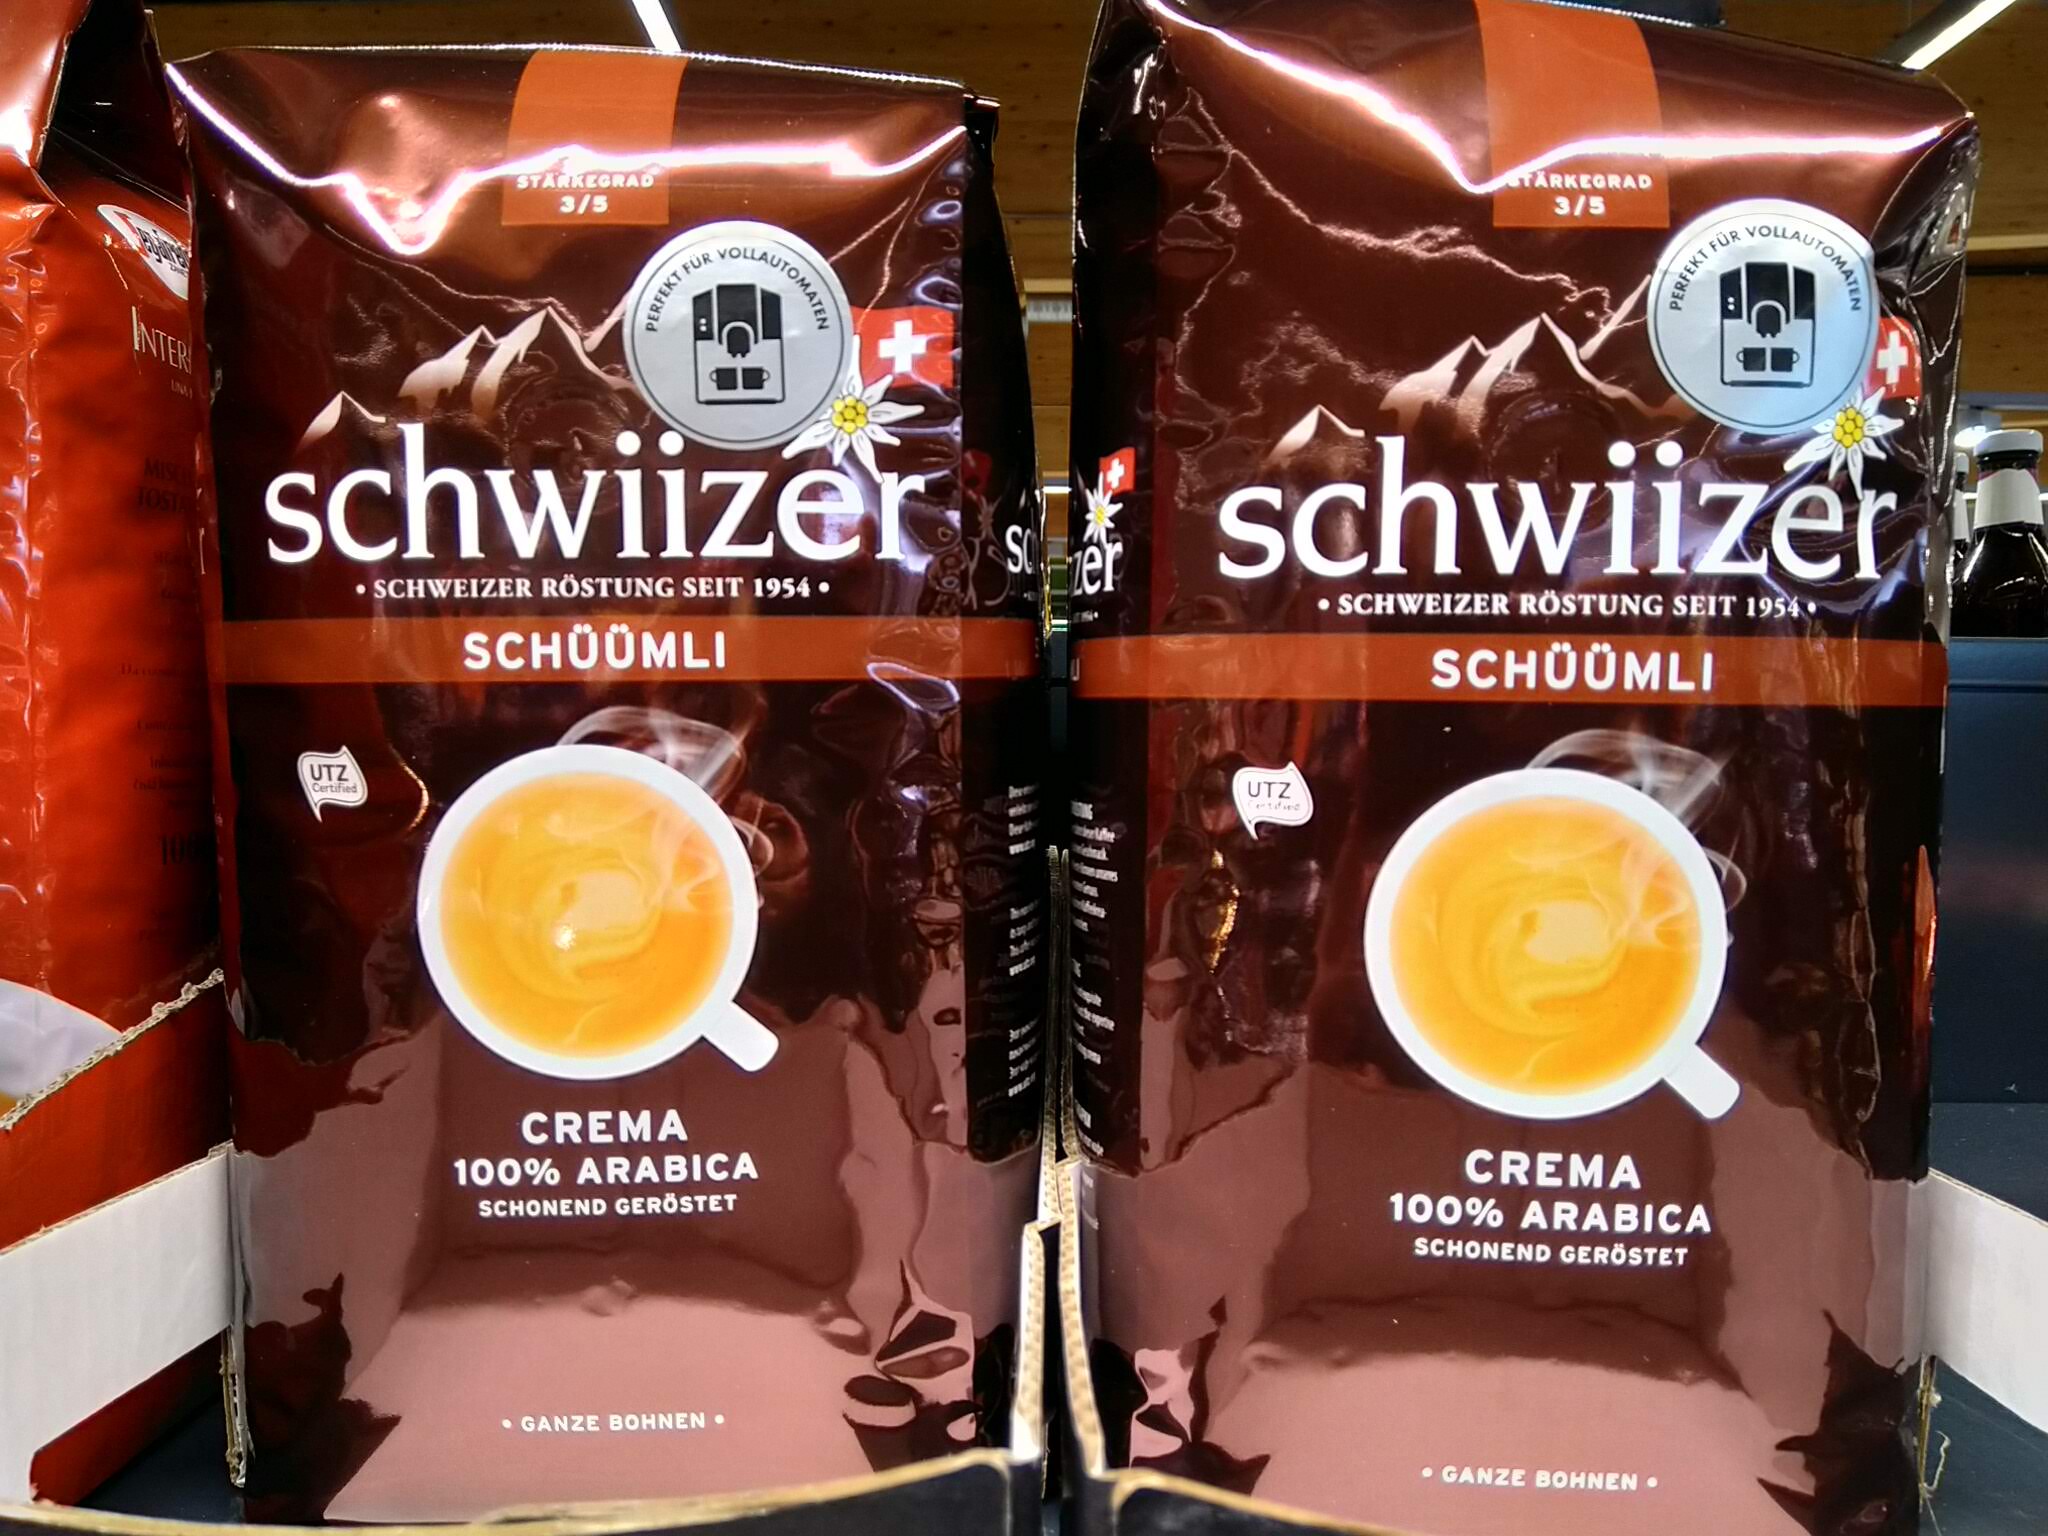 STÄRKEGRAD
3/5
PERFEKT FÜR VOLLAUTOMATEN
schwiizer
• SCHWEIZER RÖSTUNG SEIT 1954 •
SCHÜÜMLI
UTZ
Certified
CREMA
100% ARABICA
SCHONEND GERÖSTET
• GANZE BOHNEN •
STÄRKEGRAD
3/5
PERFEKT FÜR VOLLAUTOMATEN
schwiizer
• SCHWEIZER RÖSTUNG SEIT 1954 •
SCHÜÜMLI
UTZ
Certified
CREMA
100% ARABICA
SCHONEND GERÖSTET
• GANZE BOHNEN •